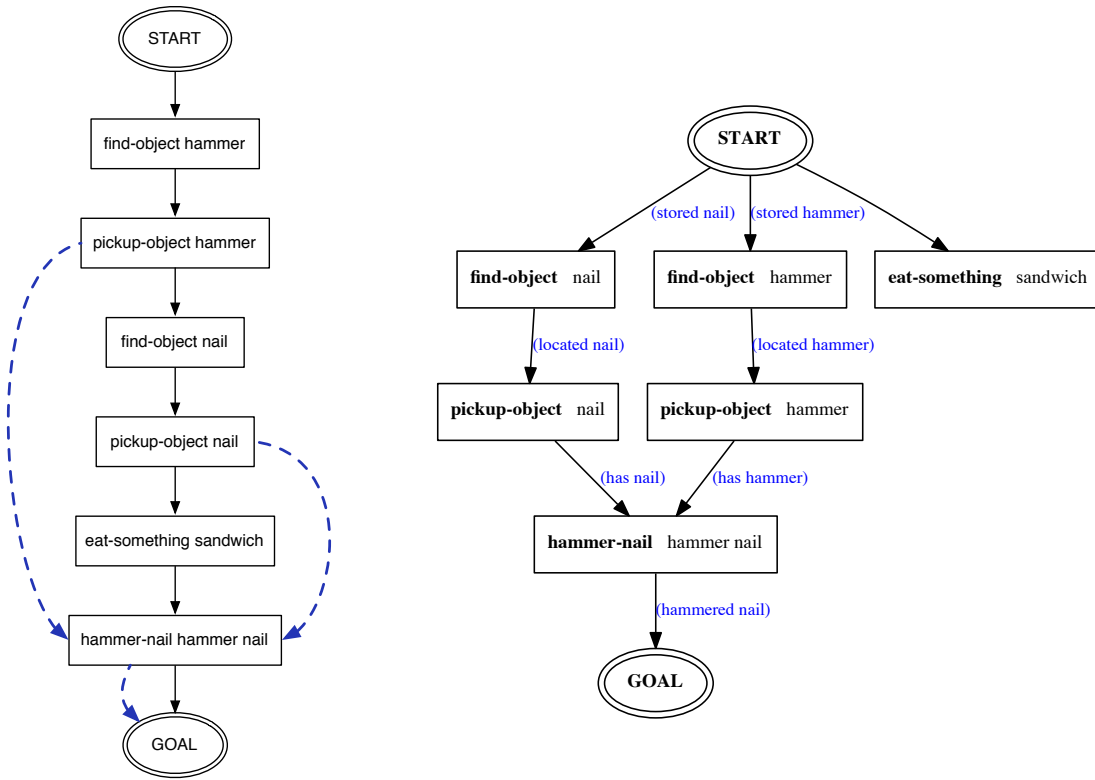 START
find-object hammer
pickup-object hammer
find-object nail
pickup-object nail
eat-something sandwich
hammer-nail hammer nail
GOAL
START
(stored nail) (stored hammer)
find-object nail
find-object hammer
eat-something sandwich
(located nail)
(located hammer)
pickup-object nail
pickup-object hammer
(has nail)
(has hammer)
hammer-nail hammer nail
(hammered nail)
GOAL